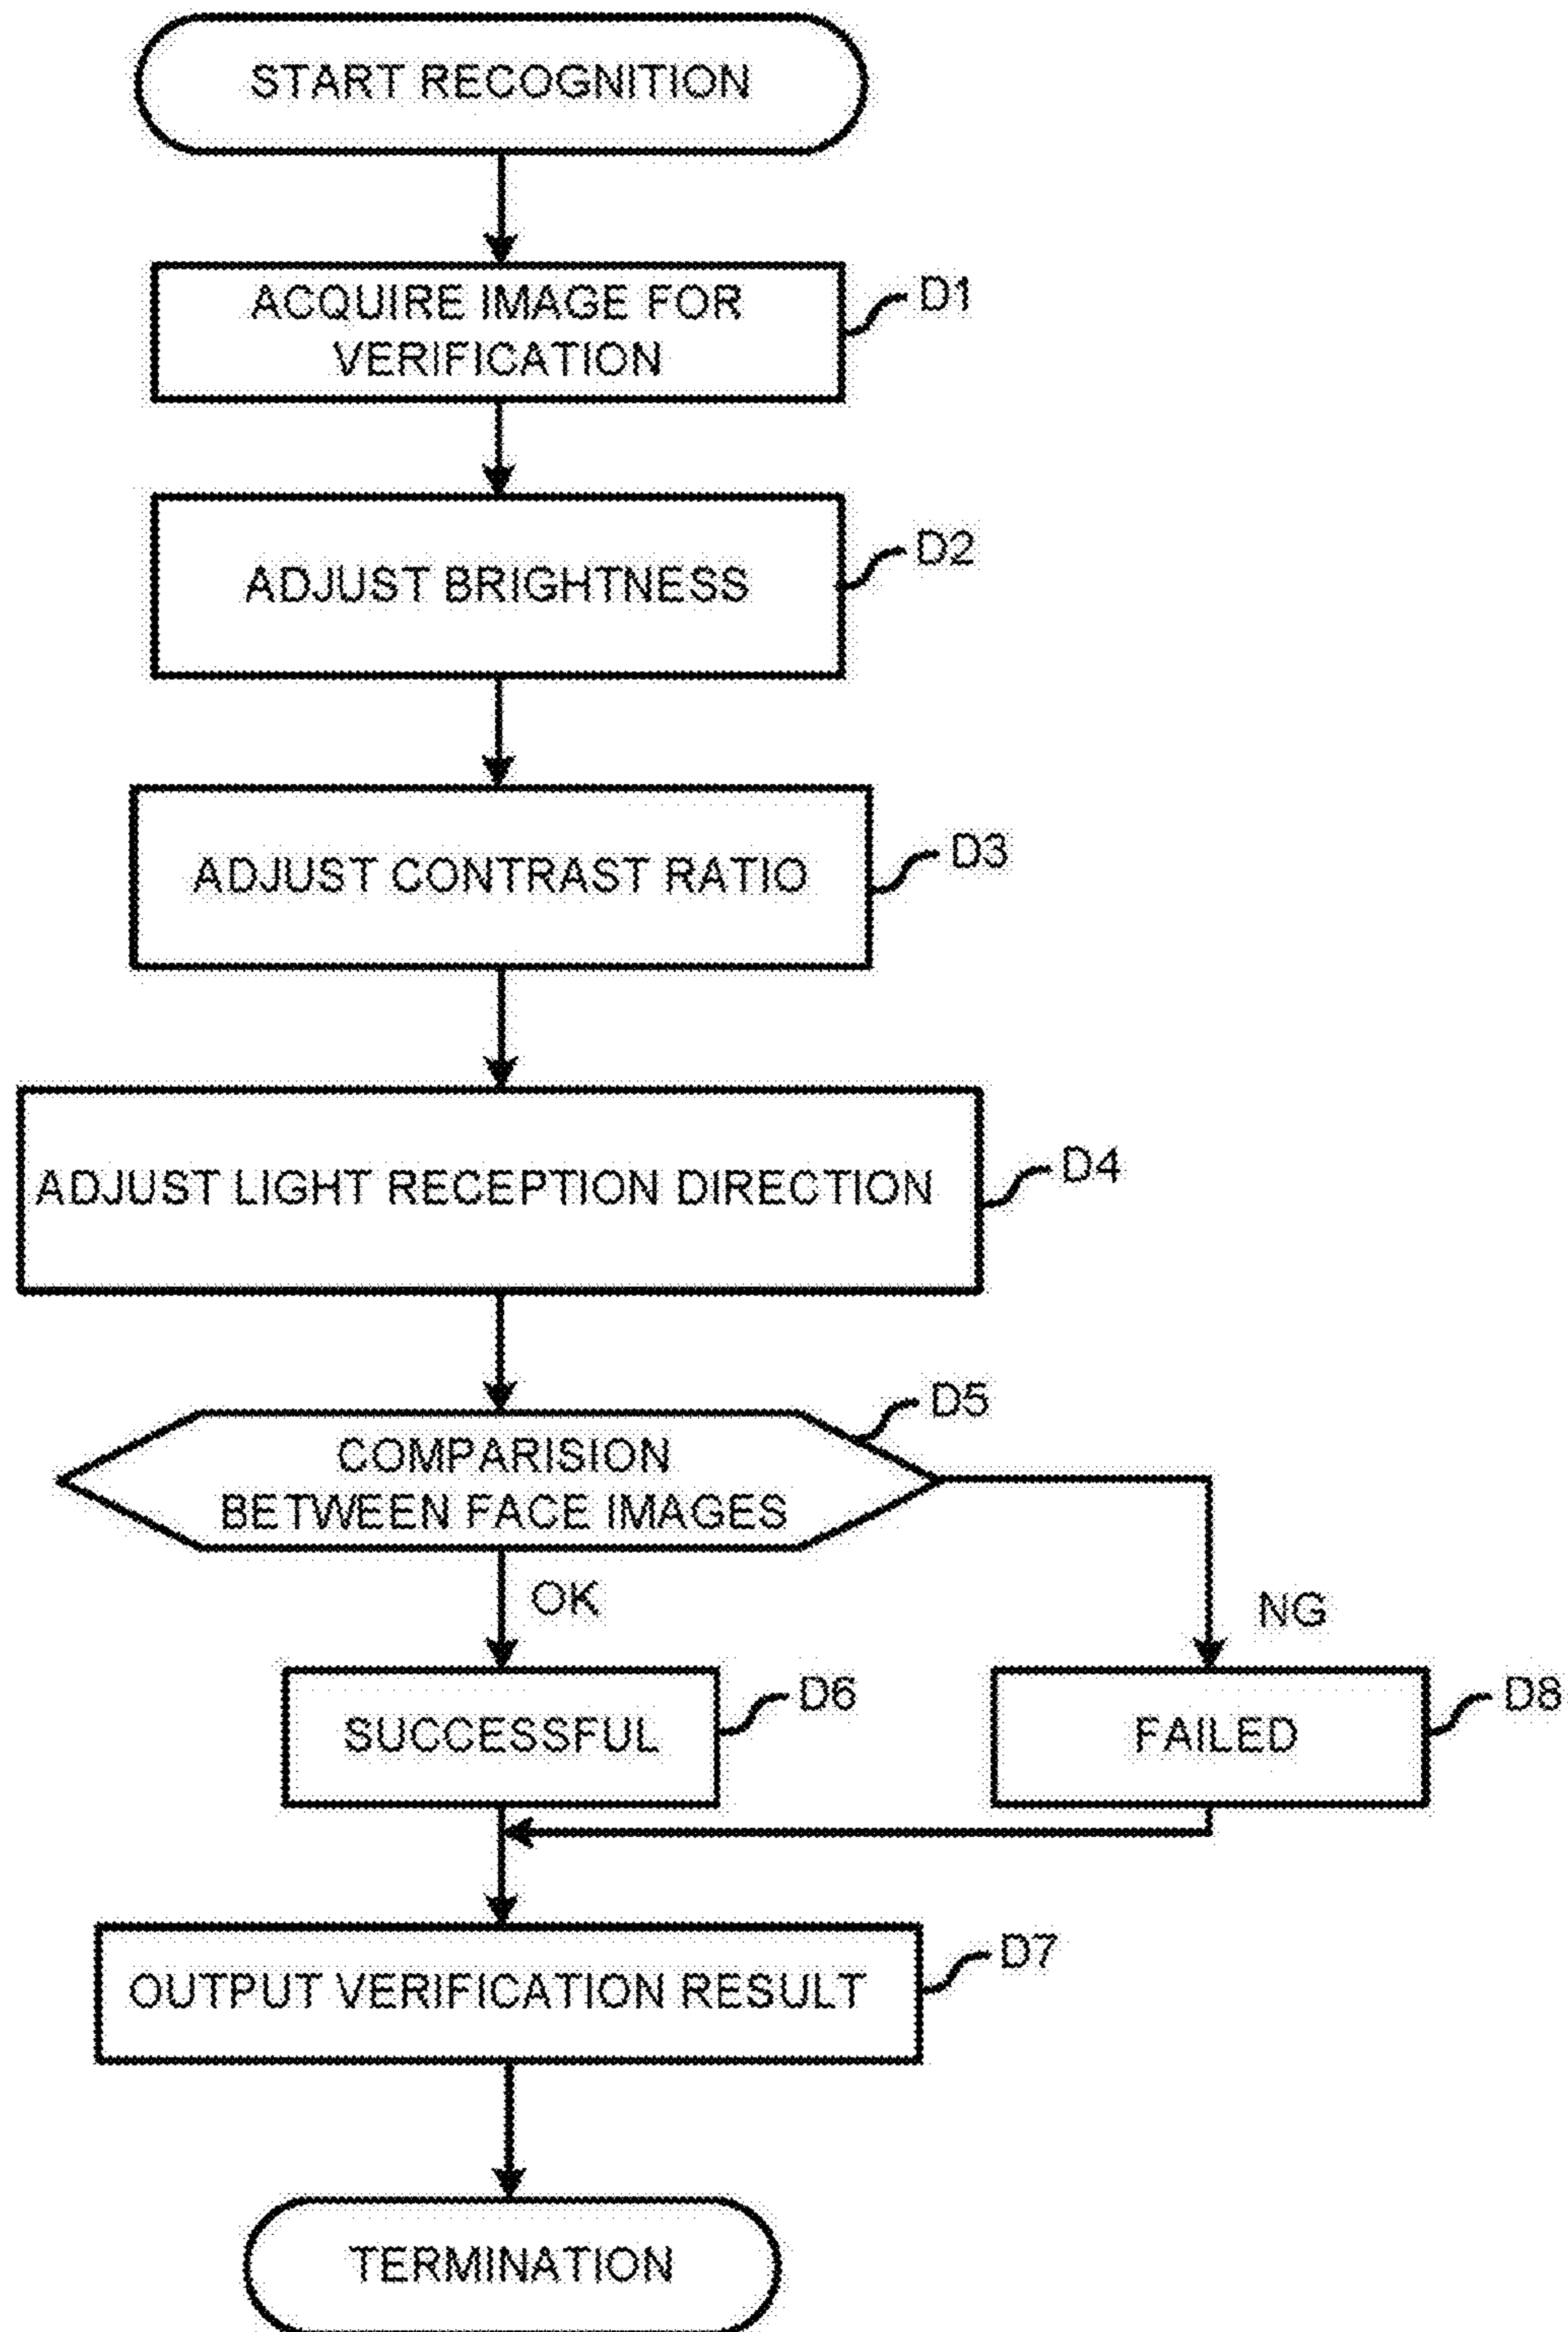 START RECOGNITION
ACQUIRE IMAGE FOR
VERIFICATION
D1
ADJUST BRIGHTNESS
D2
ADJUST CONTRAST RATIO
D3
ADJUST LIGHT RECEPTION DIRECTION
D4
COMPARISION
BETWEEN FACE IMAGES
D5
OK
NG
SUCCESSFUL
D6
FAILED
D8
OUTPUT VERIFICATION RESULT
D7
TERMINATION